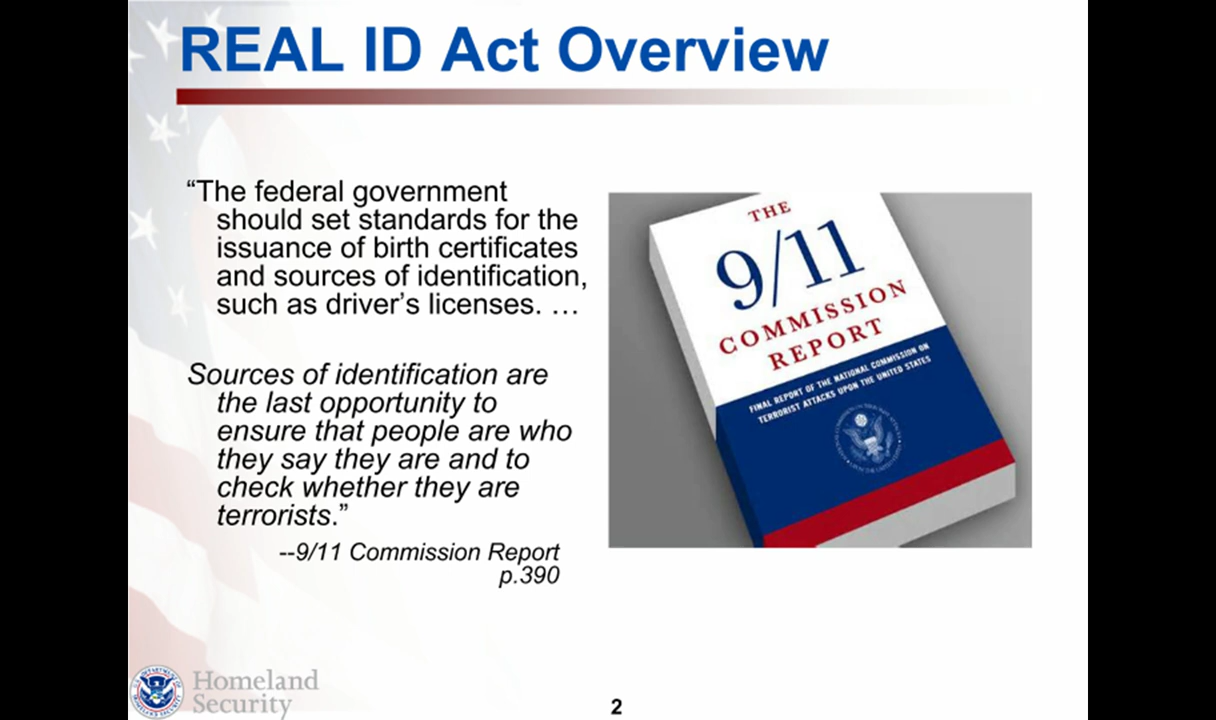 REAL ID Act Overview
“The federal government
should set standards for the
issuance of birth certificates
and sources of identification,
such as driver’s licenses. …
Sources of identification are
the last opportunity to
ensure that people are who
they say they are and to
check whether they are
terrorists.”
--9/11 Commission Report
p.390
THE
9/11
COMMISSION
REPORT
FINAL REPORT OF THE NATIONAL COMMISSION ON
TERRORIST ATTACKS UPON THE UNITED STATES
Homeland
Security
2